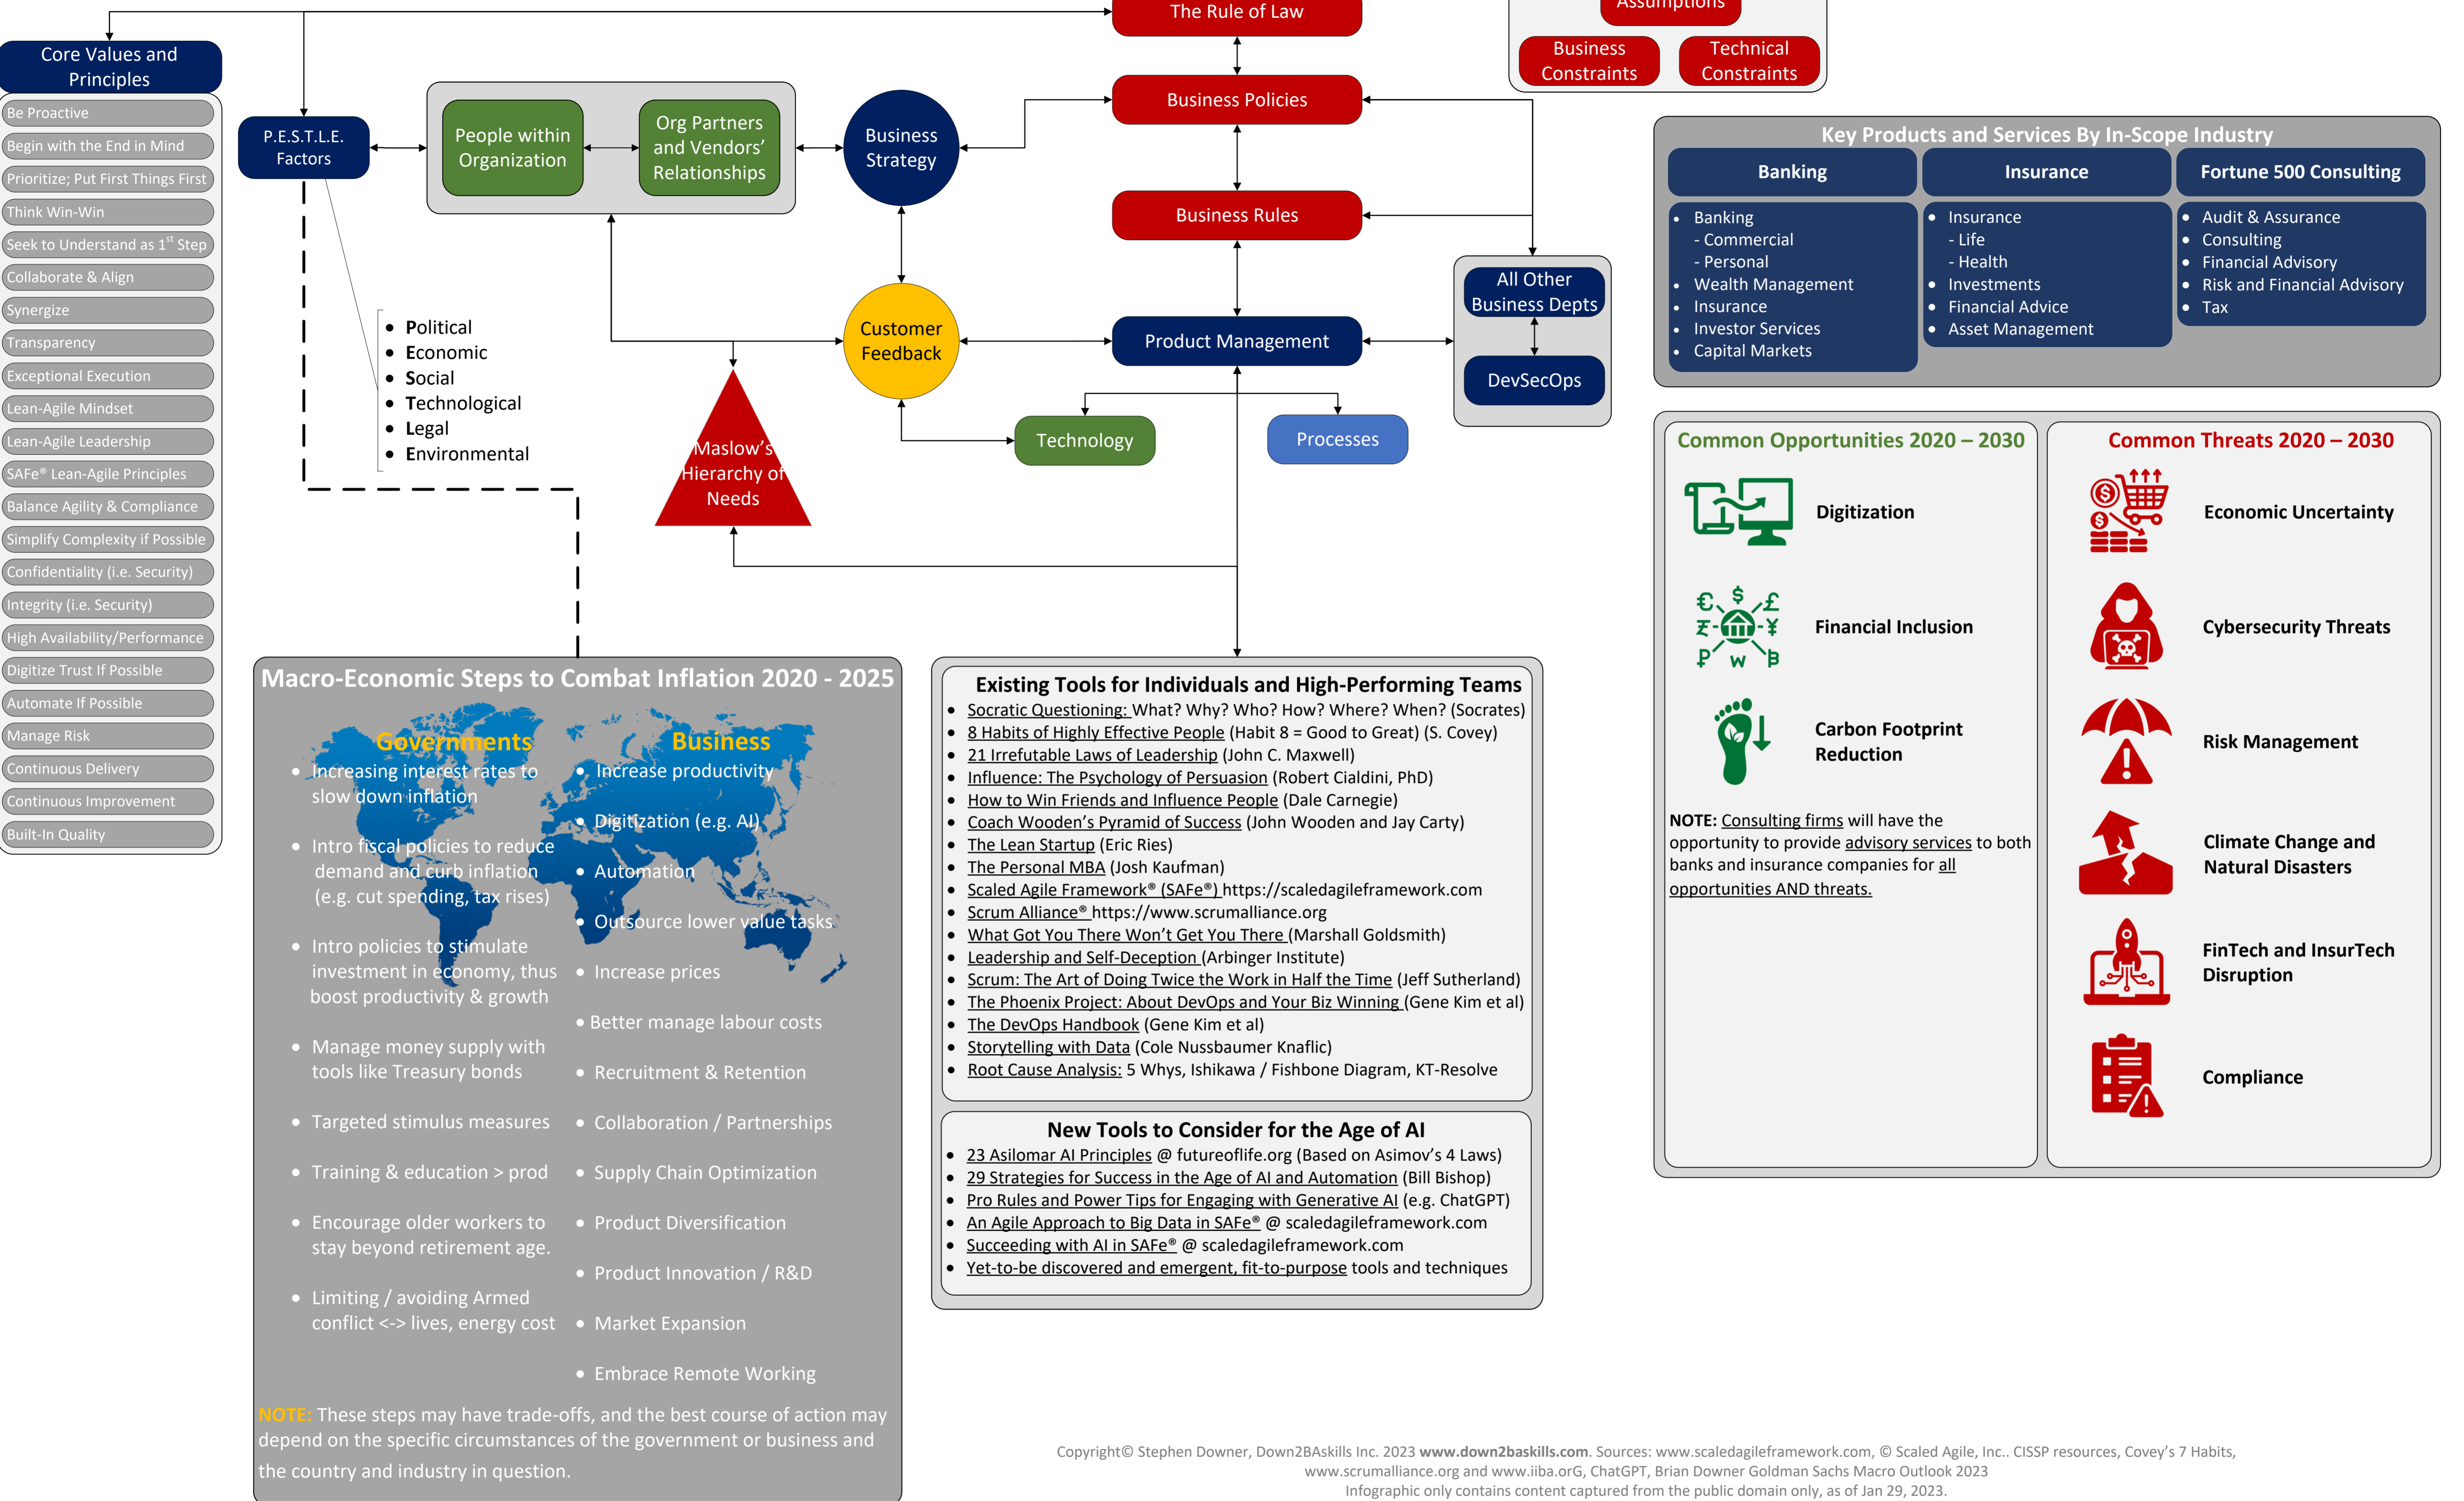 The Rule of Law
Assumptions
Business
Constraints
Technical
Constraints
Core Values and
Principles
Be Proactive
Begin with the End in Mind
Prioritize; Put First Things First
Think Win-Win
Seek to Understand as 1st Step
Collaborate & Align
Synergize
Transparency
Exceptional Execution
Lean-Agile Mindset
Lean-Agile Leadership
SAFe® Lean-Agile Principles
Balance Agility & Compliance
Simplify Complexity if Possible
Confidentiality (i.e. Security)
Integrity (i.e. Security)
High Availability/Performance
Digitize Trust If Possible
Automate If Possible
Manage Risk
Continuous Delivery
Continuous Improvement
Built-In Quality
P.E.S.T.L.E.
Factors
People within
Organization
Org Partners
and Vendors’
Relationships
Business
Strategy
Business Policies
Business Rules
Customer
Feedback
Product Management
All Other
Business Depts
DevSecOps
Technology
Processes
Maslow’s
Hierarchy of
Needs
• Political
• Economic
• Social
• Technological
• Legal
• Environmental
Key Products and Services By In-Scope Industry
Banking
• Banking
- Commercial
- Personal
• Wealth Management
• Insurance
• Investor Services
• Capital Markets
Insurance
• Insurance
- Life
- Health
• Investments
• Financial Advice
• Asset Management
Fortune 500 Consulting
• Audit & Assurance
• Consulting
• Financial Advisory
• Risk and Financial Advisory
• Tax
Common Opportunities 2020 – 2030
Digitization
Financial Inclusion
Carbon Footprint
Reduction
NOTE: Consulting firms will have the
opportunity to provide advisory services to both
banks and insurance companies for all
opportunities AND threats.
Common Threats 2020 – 2030
Economic Uncertainty
Cybersecurity Threats
Risk Management
Climate Change and
Natural Disasters
FinTech and InsurTech
Disruption
Compliance
Macro-Economic Steps to Combat Inflation 2020 - 2025
Governments
• Increasing interest rates to
slow down inflation
• Intro fiscal policies to reduce
demand and curb inflation
(e.g. cut spending, tax rises)
• Intro policies to stimulate
investment in economy, thus
boost productivity & growth
• Manage money supply with
tools like Treasury bonds
• Targeted stimulus measures
• Training & education > prod
• Encourage older workers to
stay beyond retirement age.
• Limiting / avoiding Armed
conflict <-> lives, energy cost
Business
• Increase productivity
• Digitization (e.g. AI)
• Automation
• Outsource lower value tasks
• Increase prices
• Better manage labour costs
• Recruitment & Retention
• Collaboration / Partnerships
• Supply Chain Optimization
• Product Diversification
• Product Innovation / R&D
• Market Expansion
• Embrace Remote Working
NOTE: These steps may have trade-offs, and the best course of action may
depend on the specific circumstances of the government or business and
the country and industry in question.
Existing Tools for Individuals and High-Performing Teams
• Socratic Questioning: What? Why? Who? How? Where? When? (Socrates)
• 8 Habits of Highly Effective People (Habit 8 = Good to Great) (S. Covey)
• 21 Irrefutable Laws of Leadership (John C. Maxwell)
• Influence: The Psychology of Persuasion (Robert Cialdini, PhD)
• How to Win Friends and Influence People (Dale Carnegie)
• Coach Wooden’s Pyramid of Success (John Wooden and Jay Carty)
• The Lean Startup (Eric Ries)
• The Personal MBA (Josh Kaufman)
• Scaled Agile Framework® (SAFe®) https://scaledagileframework.com
• Scrum Alliance® https://www.scrumalliance.org
• What Got You There Won’t Get You There (Marshall Goldsmith)
• Leadership and Self-Deception (Arbinger Institute)
• Scrum: The Art of Doing Twice the Work in Half the Time (Jeff Sutherland)
• The Phoenix Project: About DevOps and Your Biz Winning (Gene Kim et al)
• The DevOps Handbook (Gene Kim et al)
• Storytelling with Data (Cole Nussbaumer Knaflic)
• Root Cause Analysis: 5 Whys, Ishikawa / Fishbone Diagram, KT-Resolve
New Tools to Consider for the Age of AI
• 23 Asilomar AI Principles @ futureoflife.org (Based on Asimov’s 4 Laws)
• 29 Strategies for Success in the Age of AI and Automation (Bill Bishop)
• Pro Rules and Power Tips for Engaging with Generative AI (e.g. ChatGPT)
• An Agile Approach to Big Data in SAFe® @ scaledagileframework.com
• Succeeding with AI in SAFe® @ scaledagileframework.com
• Yet-to-be discovered and emergent, fit-to-purpose tools and techniques
Copyright© Stephen Downer, Down2BAskills Inc. 2023 www.down2baskills.com. Sources: www.scaledagileframework.com, © Scaled Agile, Inc.. CISSP resources, Covey’s 7 Habits,
www.scrumalliance.org and www.iiba.orG, ChatGPT, Brian Downer Goldman Sachs Macro Outlook 2023
Infographic only contains content captured from the public domain only, as of Jan 29, 2023.